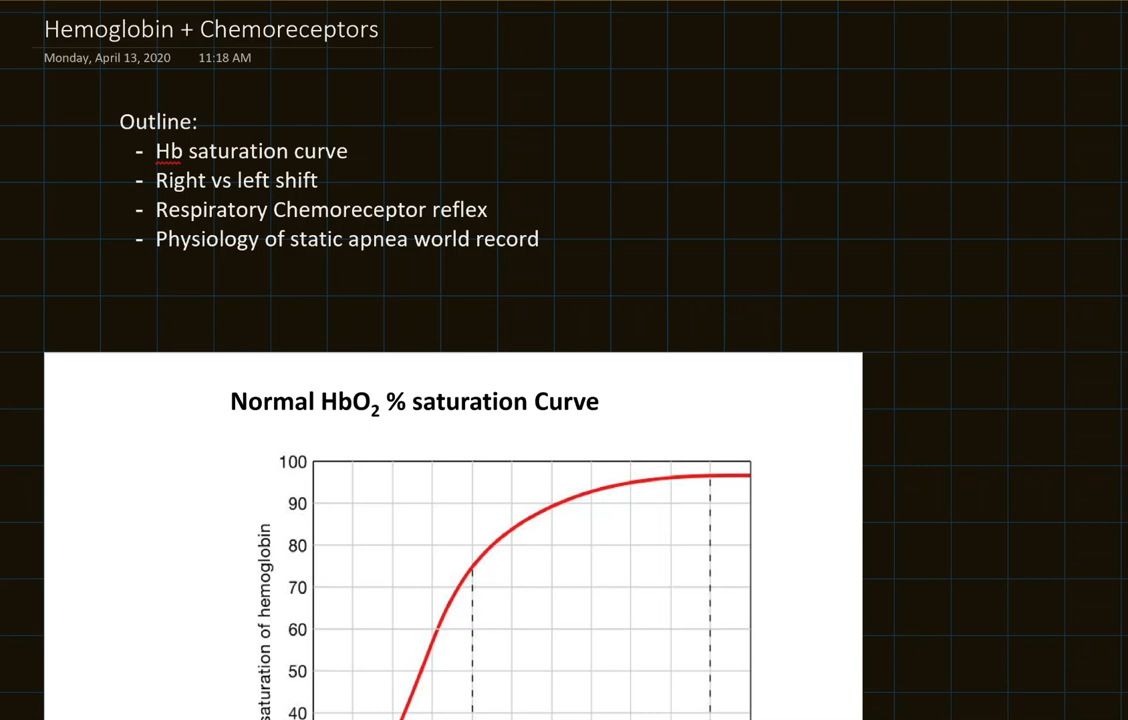 Hemoglobin + Chemoreceptors
Monday, April 13, 2020 11:18 AM
Outline:
- Hb saturation curve
- Right vs left shift
- Respiratory Chemoreceptor reflex
- Physiology of static apnea world record
Normal HbO₂ % saturation Curve
100
90
80
70
60
50
40
saturation of hemoglobin